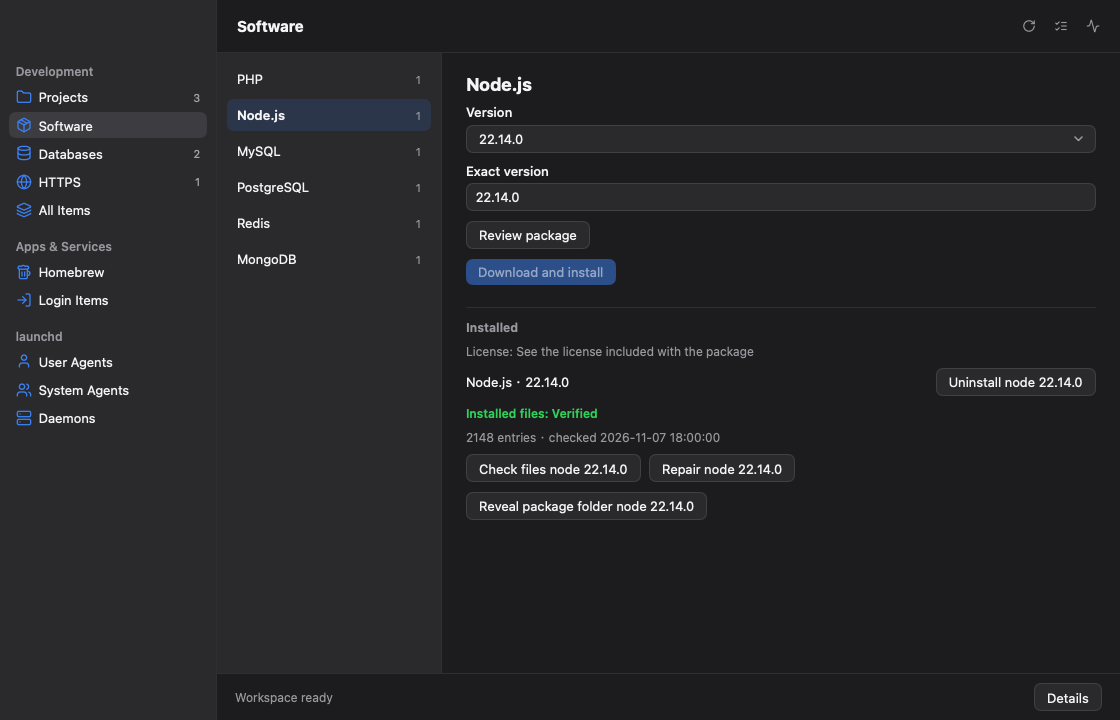 Software
Development
Projects 3
Software
Databases 2
HTTPS 1
All Items
Apps & Services
Homebrew
Login Items
launchd
User Agents
System Agents
Daemons
PHP 1
Node.js 1
MySQL 1
PostgreSQL 1
Redis 1
MongoDB 1
Node.js
Version
22.14.0
Exact version
22.14.0
Review package
Download and install
Installed
License: See the license included with the package
Node.js · 22.14.0
Uninstall node 22.14.0
Installed files: Verified
2148 entries · checked 2026-11-07 18:00:00
Check files node 22.14.0
Repair node 22.14.0
Reveal package folder node 22.14.0
Workspace ready
Details